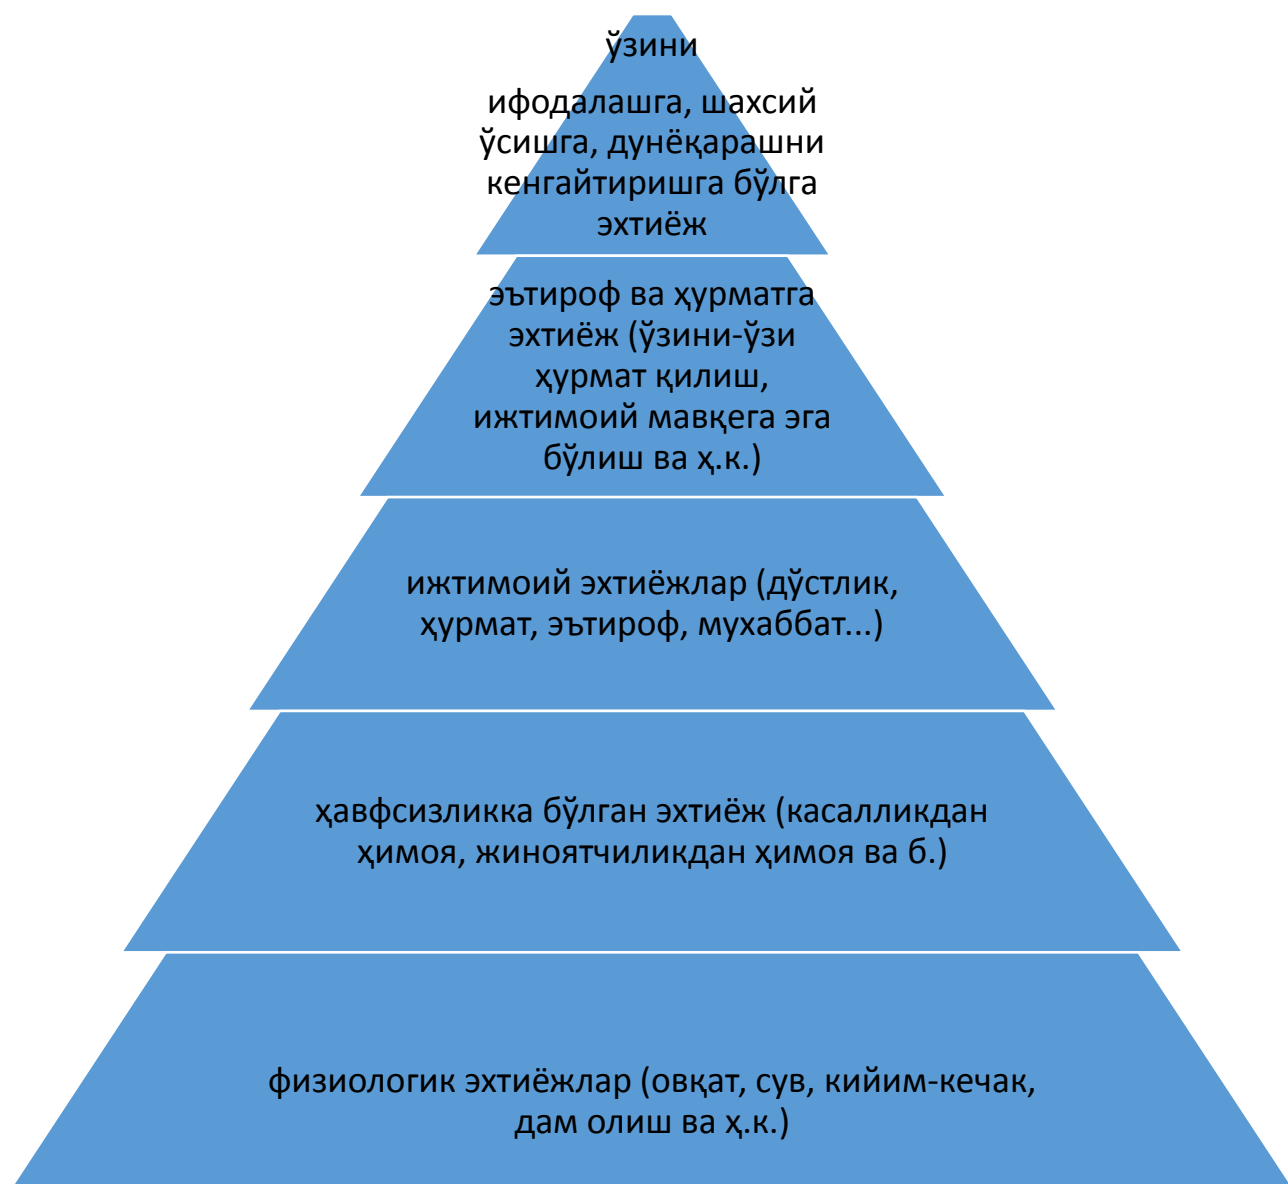 ўзини
ифодалашга, шахсий
ўсишга, дунёқарашни
кенгайтиришга бўлга
эхтиёж
эътироф ва ҳурматга
эхтиёж (ўзини-ўзи
ҳурмат қилиш,
ижтимоий мавқега эга
бўлиш ва ҳ.к.)
ижтимоий эхтиёжлар (дўстлик,
ҳурмат, эътироф, мухаббат...)
ҳавфсизликка бўлган эхтиёж (касалликдан
ҳимоя, жиноятчиликдан ҳимоя ва б.)
физиологик эхтиёжлар (овқат, сув, кийим-кечак,
дам олиш ва ҳ.к.)